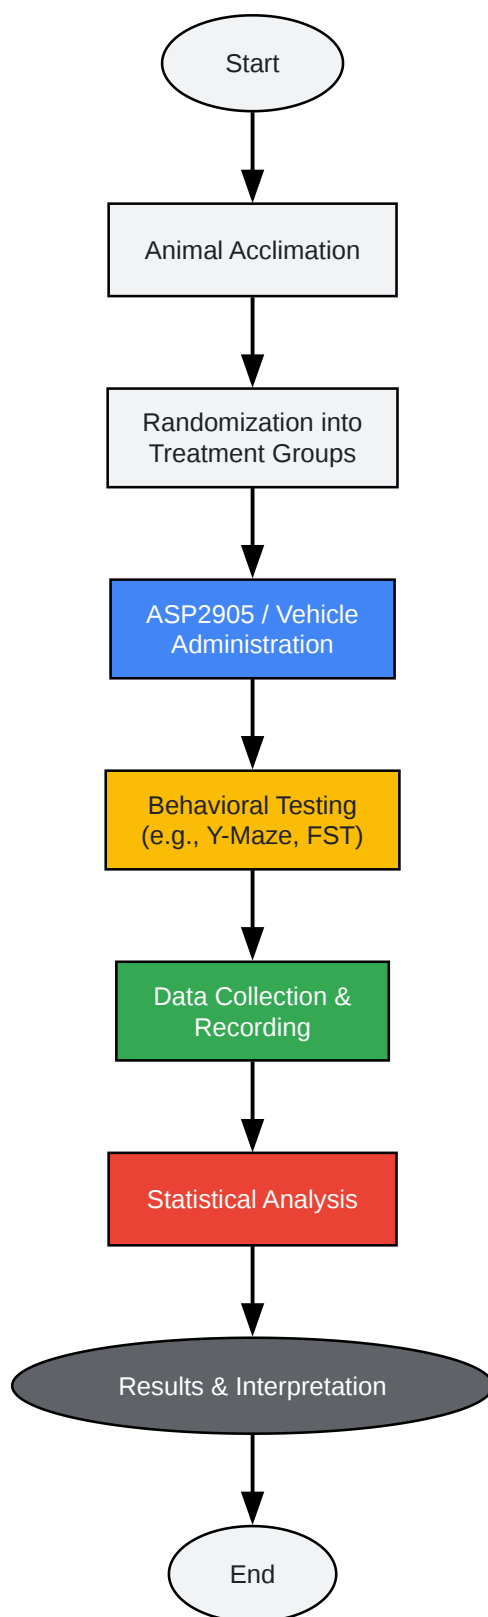 Start
Animal Acclimation
Randomization into
Treatment Groups
ASP2905 / Vehicle
Administration
Behavioral Testing
(e.g., Y-Maze, FST)
Data Collection &
Recording
Statistical Analysis
Results & Interpretation
End